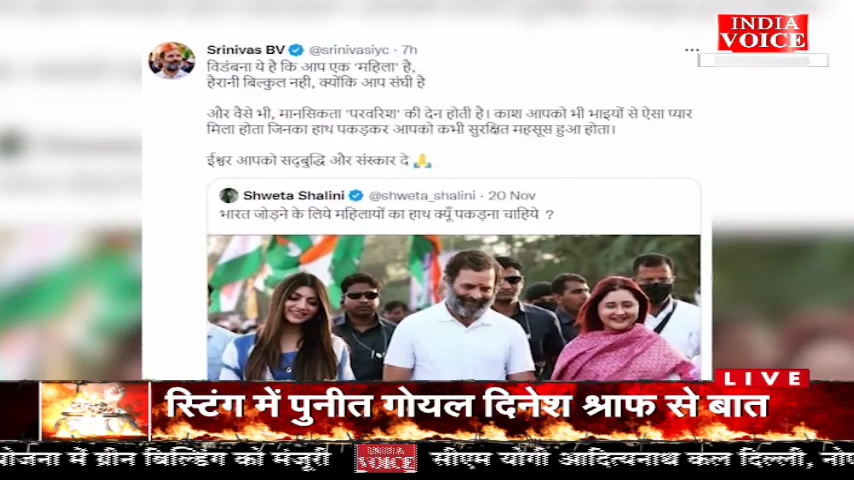 INDIA
VOICE
Srinivas BV @srinivasiyc · 7h
विडंबना ये है कि आप एक 'महिला' हे,
हैरानी बिल्कुल नही, क्योंकि आप संघी है
और वैसे भी, मानसिकता 'परवरिश' की देन होती है। काश आपको भी भाइयों से ऐसा प्यार
मिला होता जिनका हाथ पकड़कर आपको कभी सुरक्षित महसूस हुआ होता।
ईश्वर आपको सद्बुद्धि और संस्कार दे 🙏
Shweta Shalini @shweta_shalini · 20 Nov
भारत जोड़ने के लिये महिलायों का हाथ क्यूँ पकड़ना चाहिये ?
LIVE
स्टिंग में पुनीत गोयल दिनेश श्राफ से बात
योजना में ग्रीन बिल्डिंग को मंजूरी INDIA VOICE सीएम योगी आदित्यनाथ कल दिल्ली,